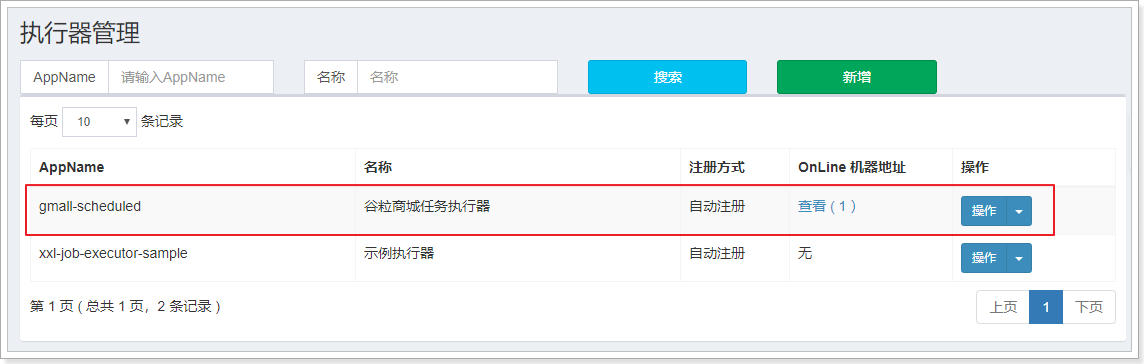 执行器管理
AppName 请输入AppName 名称 名称 搜索 新增
每页 10 条记录
AppName 名称 注册方式 OnLine 机器地址 操作
gmall-scheduled 谷粒商城任务执行器 自动注册 查看 ( 1 ) 操作
xxl-job-executor-sample 示例执行器 自动注册 无 操作
第 1 页 ( 总共 1 页，2 条记录 ) 上页 1 下页